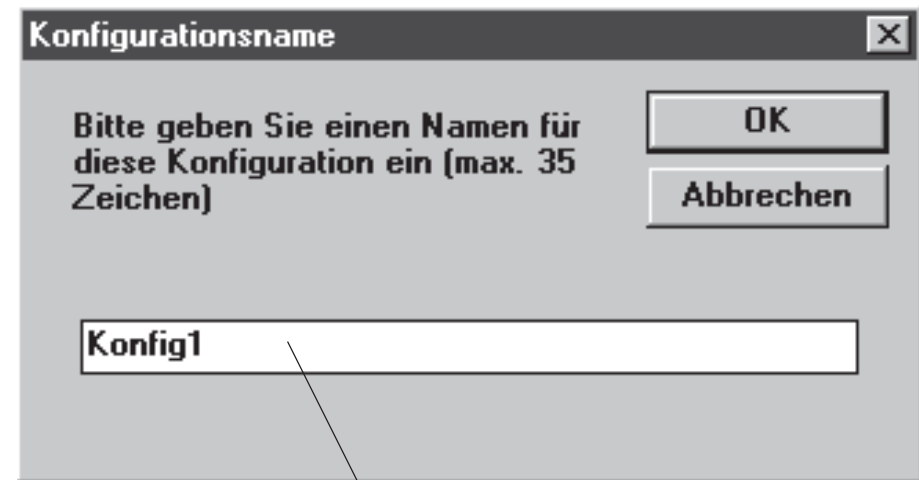 Konfigurationsname
Bitte geben Sie einen Namen für
diese Konfiguration ein (max. 35
Zeichen)
OK
Abbrechen
Konfig1